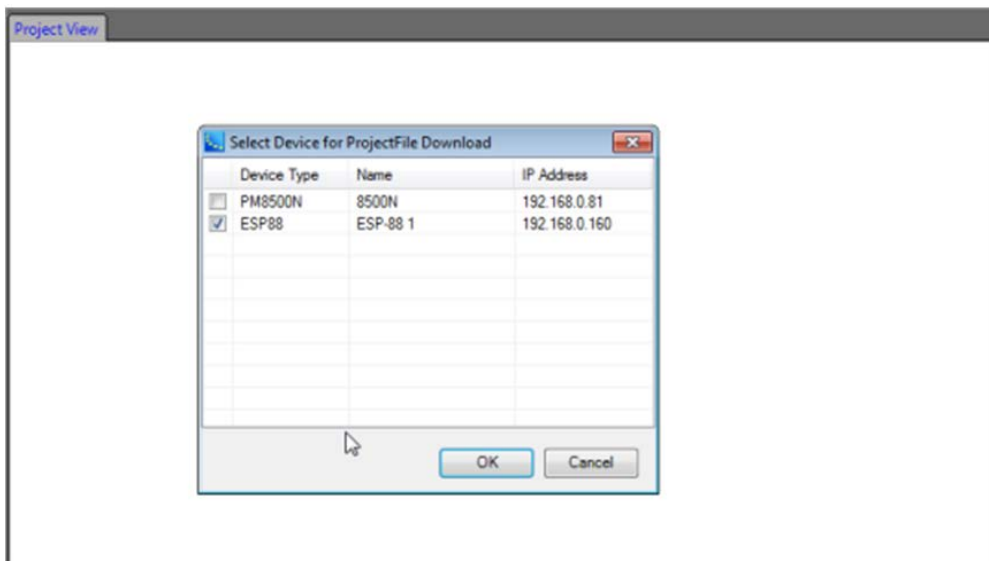 Project View
Select Device for ProjectFile Download
Device Type Name IP Address
PM8500N 8500N 192.168.0.81
ESP88 ESP-88 1 192.168.0.160
OK Cancel